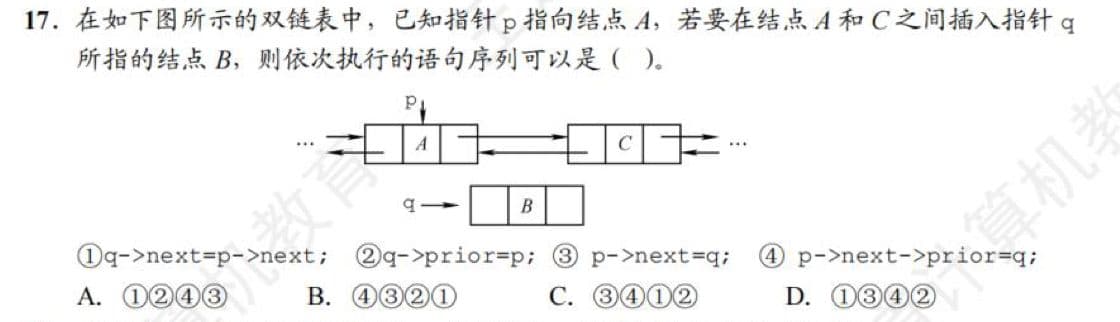 17. 在如下图所示的双链表中，已知指针 p 指向结点 A，若要在结点 A 和 C 之间插入指针 q
所指的结点 B，则依次执行的语句序列可以是（ ）。
p
… A C …
q B
①q->next=p->next; ②q->prior=p; ③ p->next=q; ④ p->next->prior=q;
A. ①②④③ B. ④③②① C. ③④①② D. ①③④②